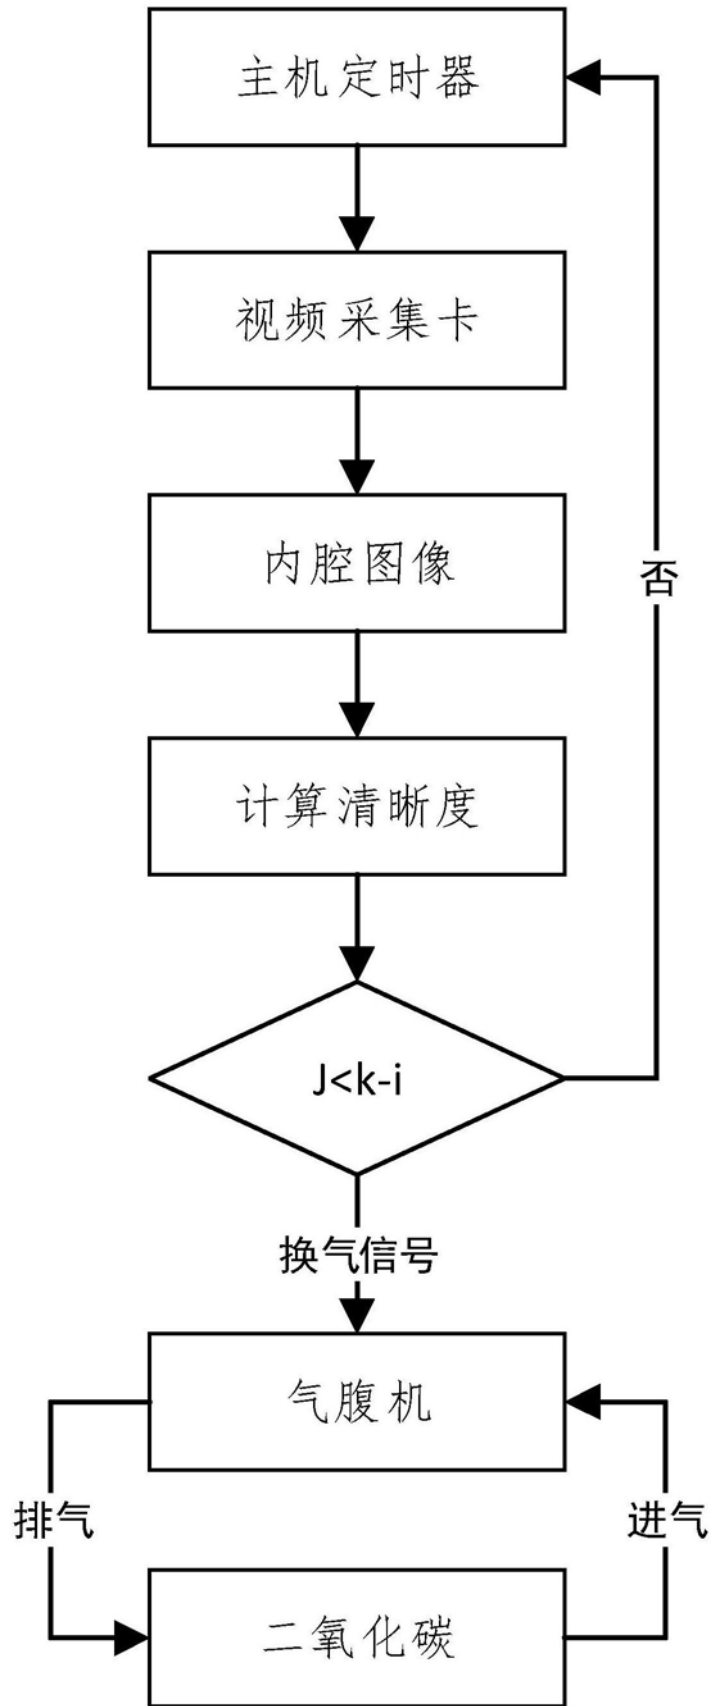 主机定时器
视频采集卡
内腔图像
否
计算清晰度
J<k-i
换气信号
气腹机
排气
进气
二氧化碳